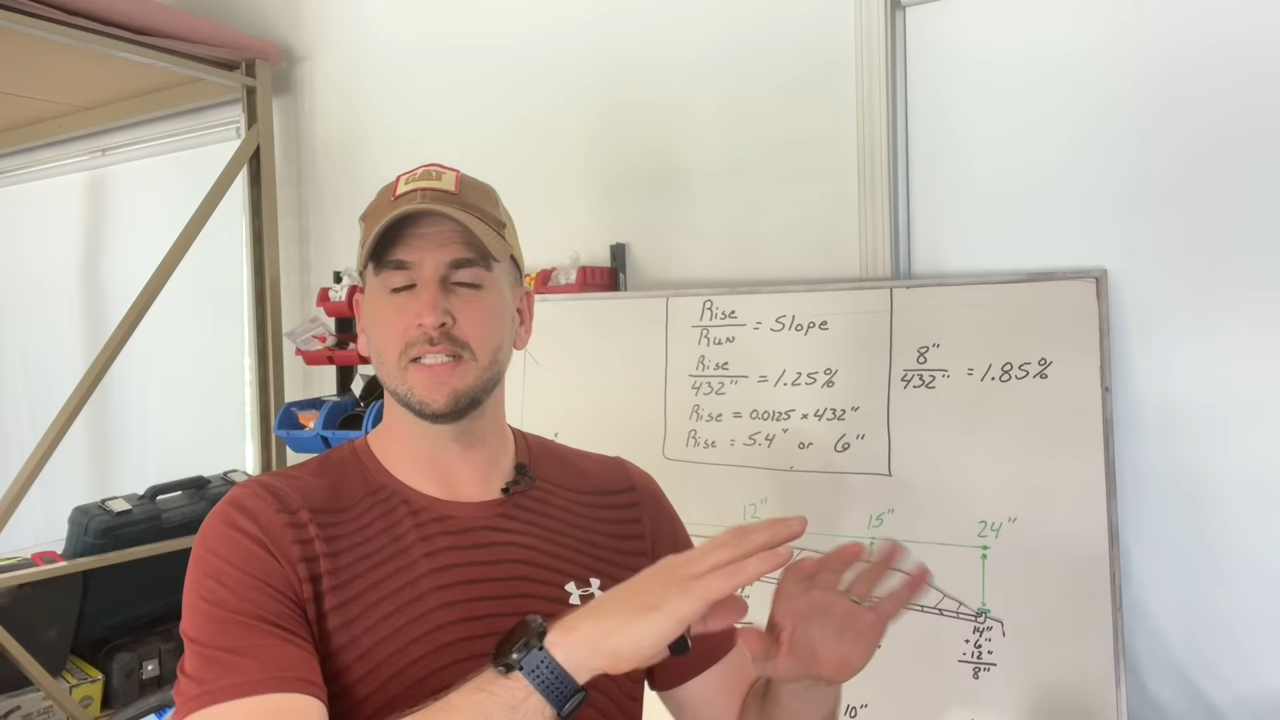 CAT
Rise
Run = Slope
Rise
432" = 1.25%
Rise = 0.0125 x 432"
Rise = 5.4" or 6"
8"
432" = 1.85%
12"
15"
24"
14"
+6"
-12"
8"
10"